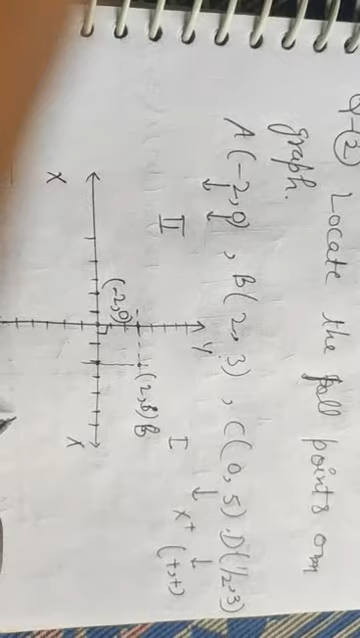 Q-(2) Locate the foll points on
graph.
A(-2,0), B(2,3), C(0,5). D(1/2,3)
↓ ↓ ↓ ↓
X+ (+,+)
II
I
Y
(-2,0)
(2,3)B
X
X